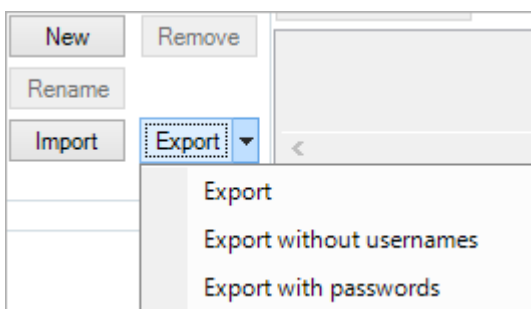 New Remove
Rename
Import Export
Export
Export without usernames
Export with passwords